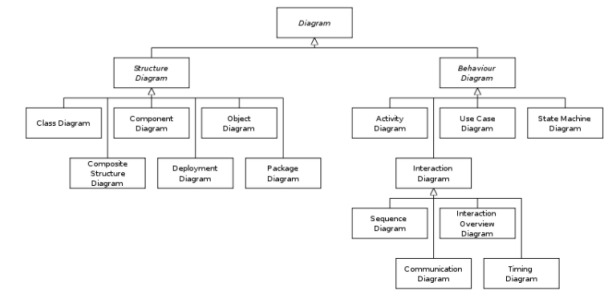 Diagram
Structure
Diagram
Behaviour
Diagram
Class Diagram
Component
Diagram
Object
Diagram
Activity
Diagram
Use Case
Diagram
State Machine
Diagram
Composite
Structure
Diagram
Deployment
Diagram
Package
Diagram
Interaction
Diagram
Sequence
Diagram
Interaction
Overview
Diagram
Communication
Diagram
Timing
Diagram